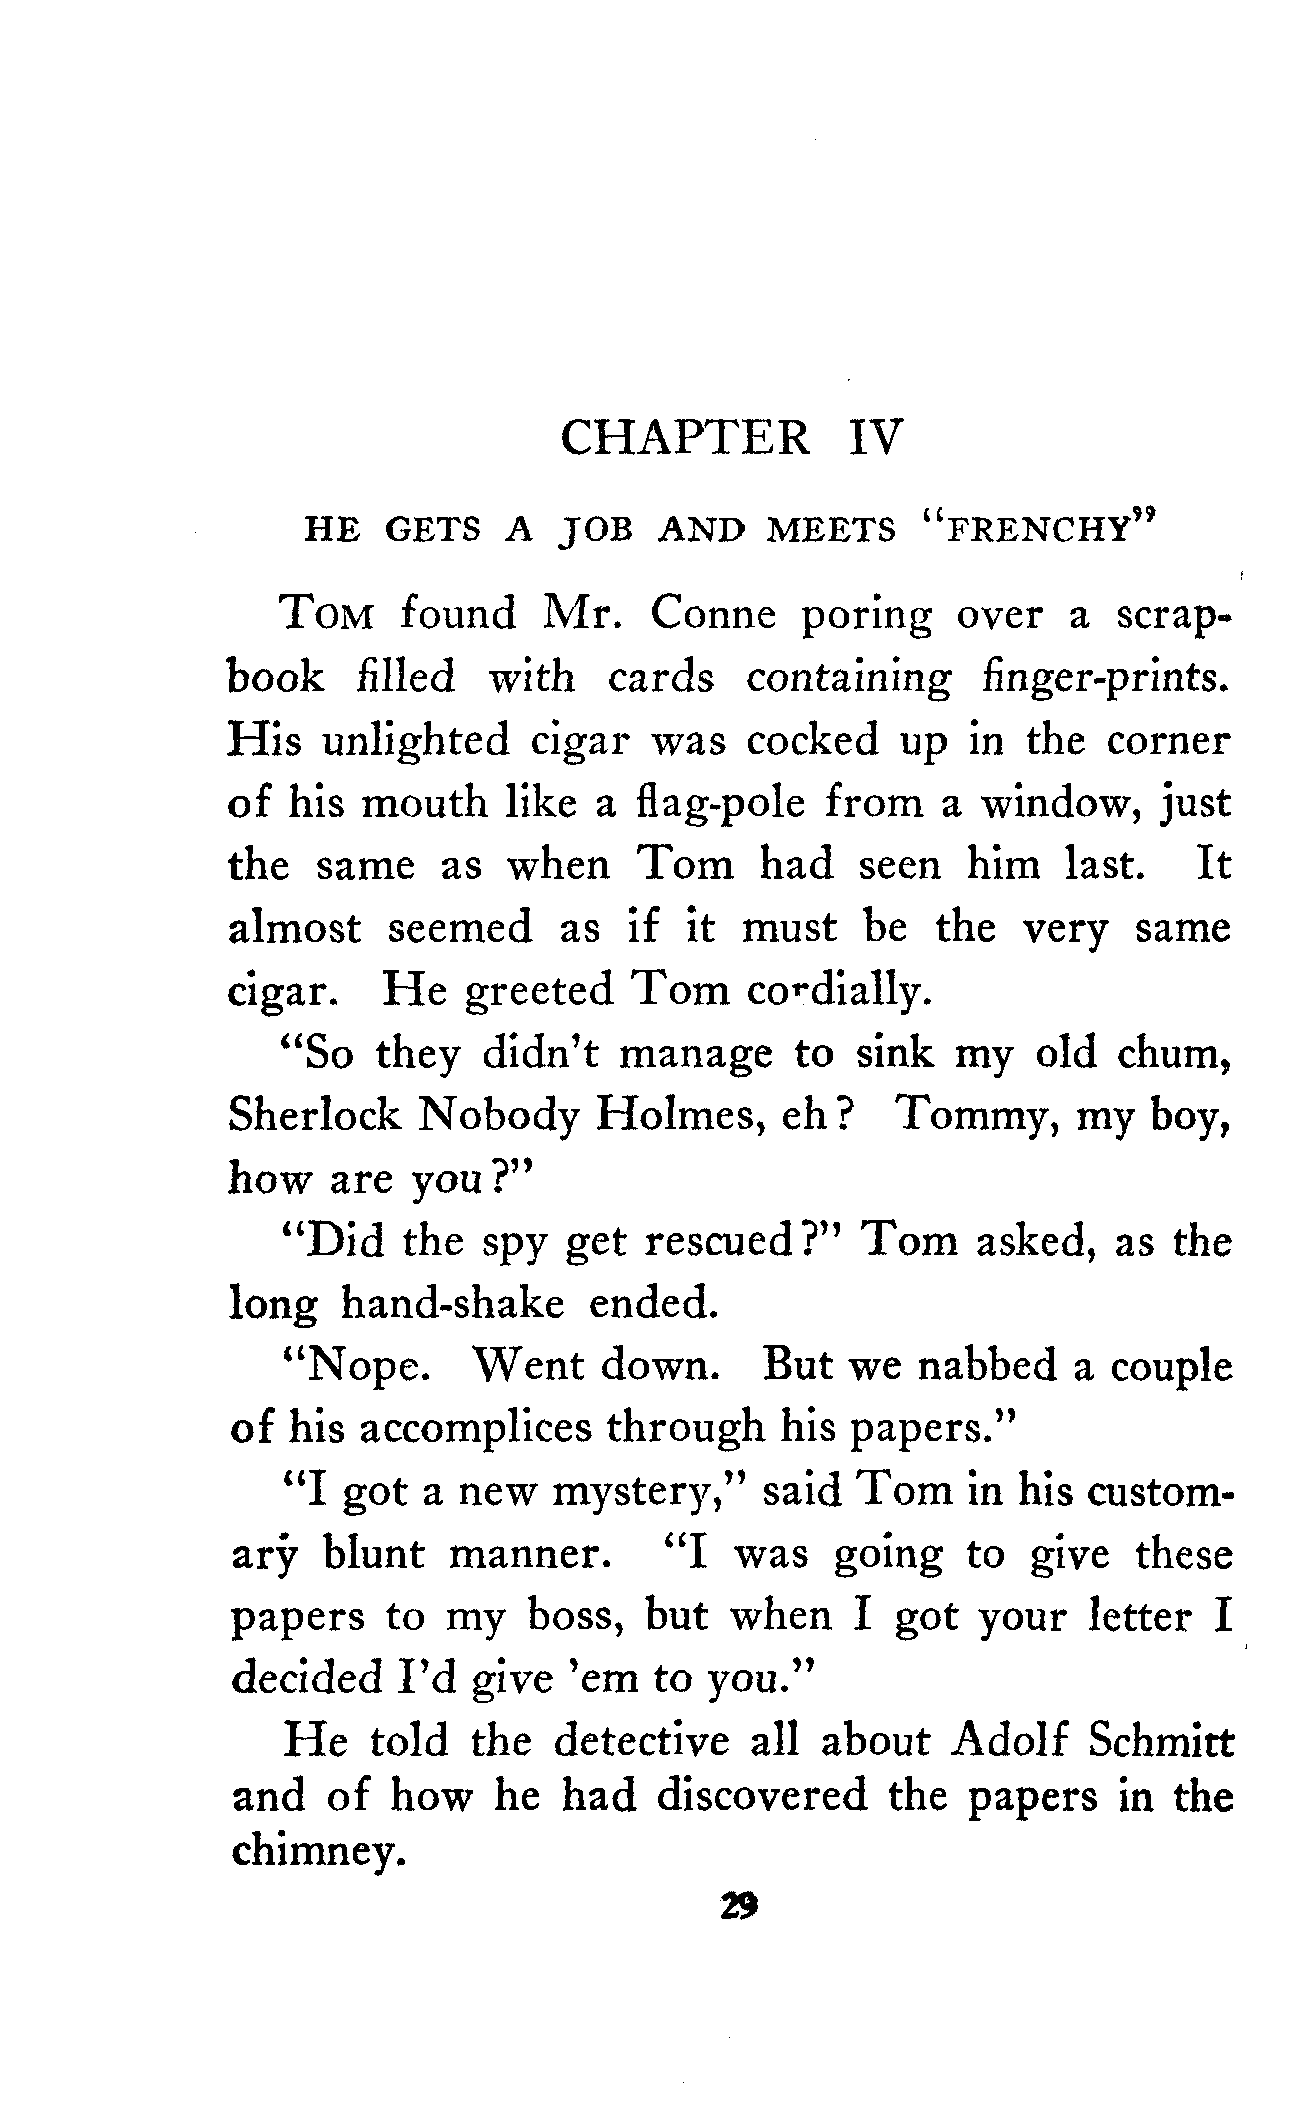 CHAPTER IV
HE GETS A JOB AND MEETS "FRENCHY"
TOM found Mr. Conne poring over a scrap-
book filled with cards containing finger-prints.
His unlighted cigar was cocked up in the corner
of his mouth like a flag-pole from a window, just
the same as when Tom had seen him last. It
almost seemed as if it must be the very same
cigar. He greeted Tom cordially.
"So they didn't manage to sink my old chum,
Sherlock Nobody Holmes, eh? Tommy, my boy,
how are you?"
"Did the spy get rescued?" Tom asked, as the
long hand-shake ended.
"Nope. Went down. But we nabbed a couple
of his accomplices through his papers."
"I got a new mystery," said Tom in his custom-
ary blunt manner. "I was going to give these
papers to my boss, but when I got your letter I
decided I'd give 'em to you."
He told the detective all about Adolf Schmitt
and of how he had discovered the papers in the
chimney.
29